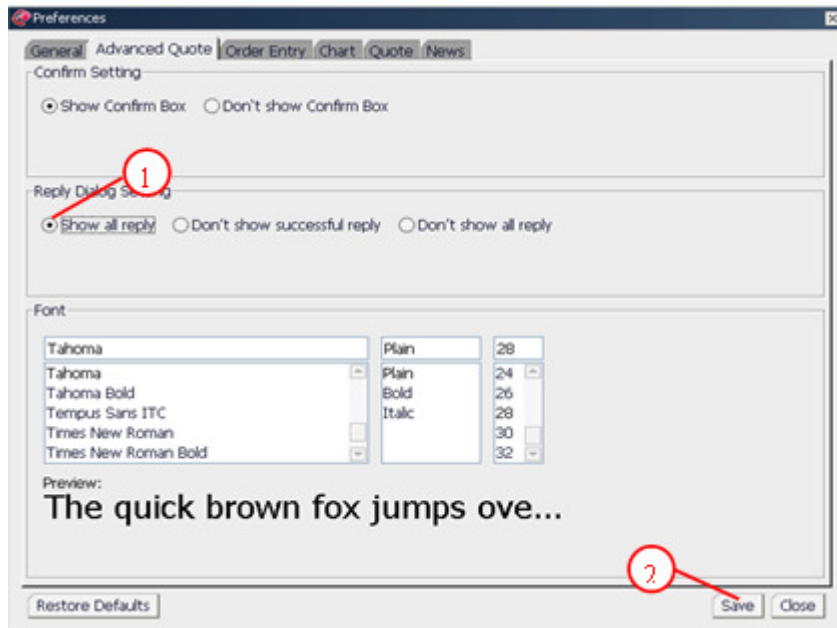 Preferences
General Advanced Quote Order Entry Chart Quote News
Confirm Setting
Show Confirm Box Don't show Confirm Box
1
Reply Dialog Setting
Show all reply Don't show successful reply Don't show all reply
Font
Tahoma Plain 28
Tahoma Plain 24
Tahoma Bold Bold 26
Tempus Sans ITC Italic 28
Times New Roman 30
Times New Roman Bold 32
Preview:
The quick brown fox jumps ove...
2
Restore Defaults Save Close